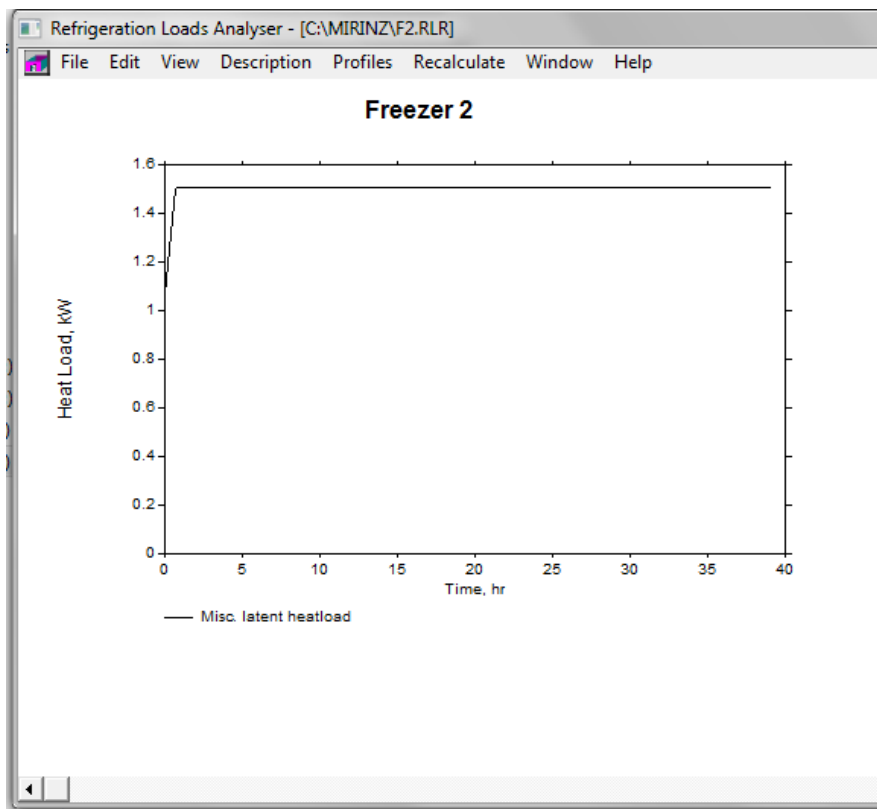 Refrigeration Loads Analyser - [C:\MIRINZ\F2.RLR]
File Edit View Description Profiles Recalculate Window Help
Freezer 2
1.6
1.4
1.2
1
0.8
0.6
0.4
0.2
0
Heat Load, kW
0 5 10 15 20 25 30 35 40
Time, hr
Misc. latent heatload